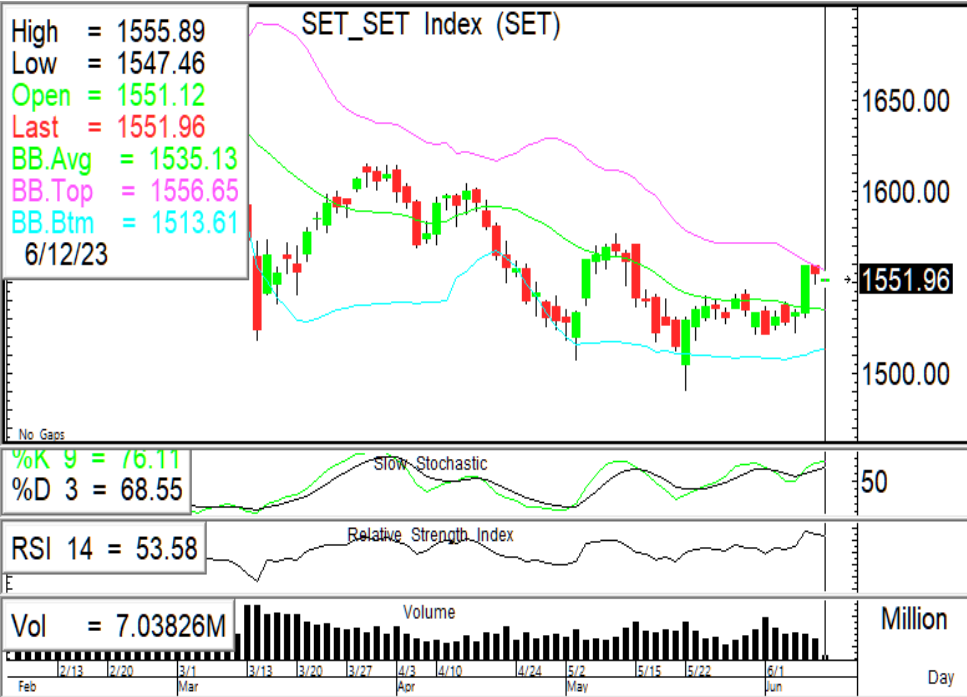 SET_SET Index (SET)
High = 1555.89
Low = 1547.46
Open = 1551.12
Last = 1551.96
BB.Avg = 1535.13
BB.Top = 1556.65
BB.Btm = 1513.61
6/12/23
1650.00
1600.00
1551.96
1500.00
No Gaps
%K 9 = 76.11
%D 3 = 68.55
Slow Stochastic
50
RSI 14 = 53.58
Relative Strength Index
Vol = 7.03826M
Volume
Million
2/13 2/20 3/1 3/13 3/20 3/27 4/3 4/10 4/24 5/2 5/15 5/22 6/1
Feb Mar Apr May Jun
Day